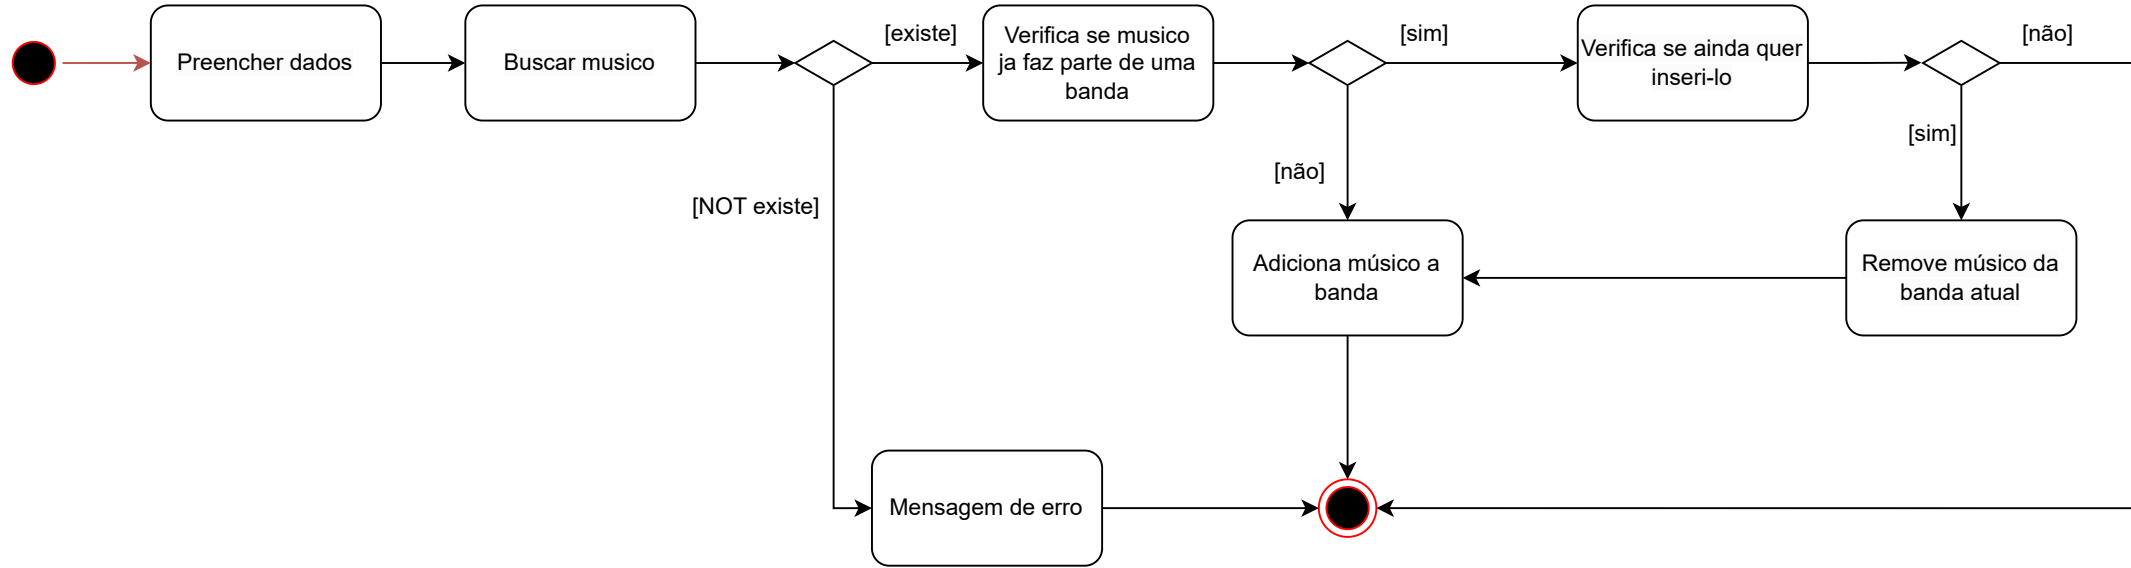 Preencher dados
Buscar musico
[existe]
Verifica se musico
ja faz parte de uma
banda
[sim]
Verifica se ainda quer
inseri-lo
[não]
[sim]
[não]
[NOT existe]
Adiciona músico a
banda
Remove músico da
banda atual
Mensagem de erro